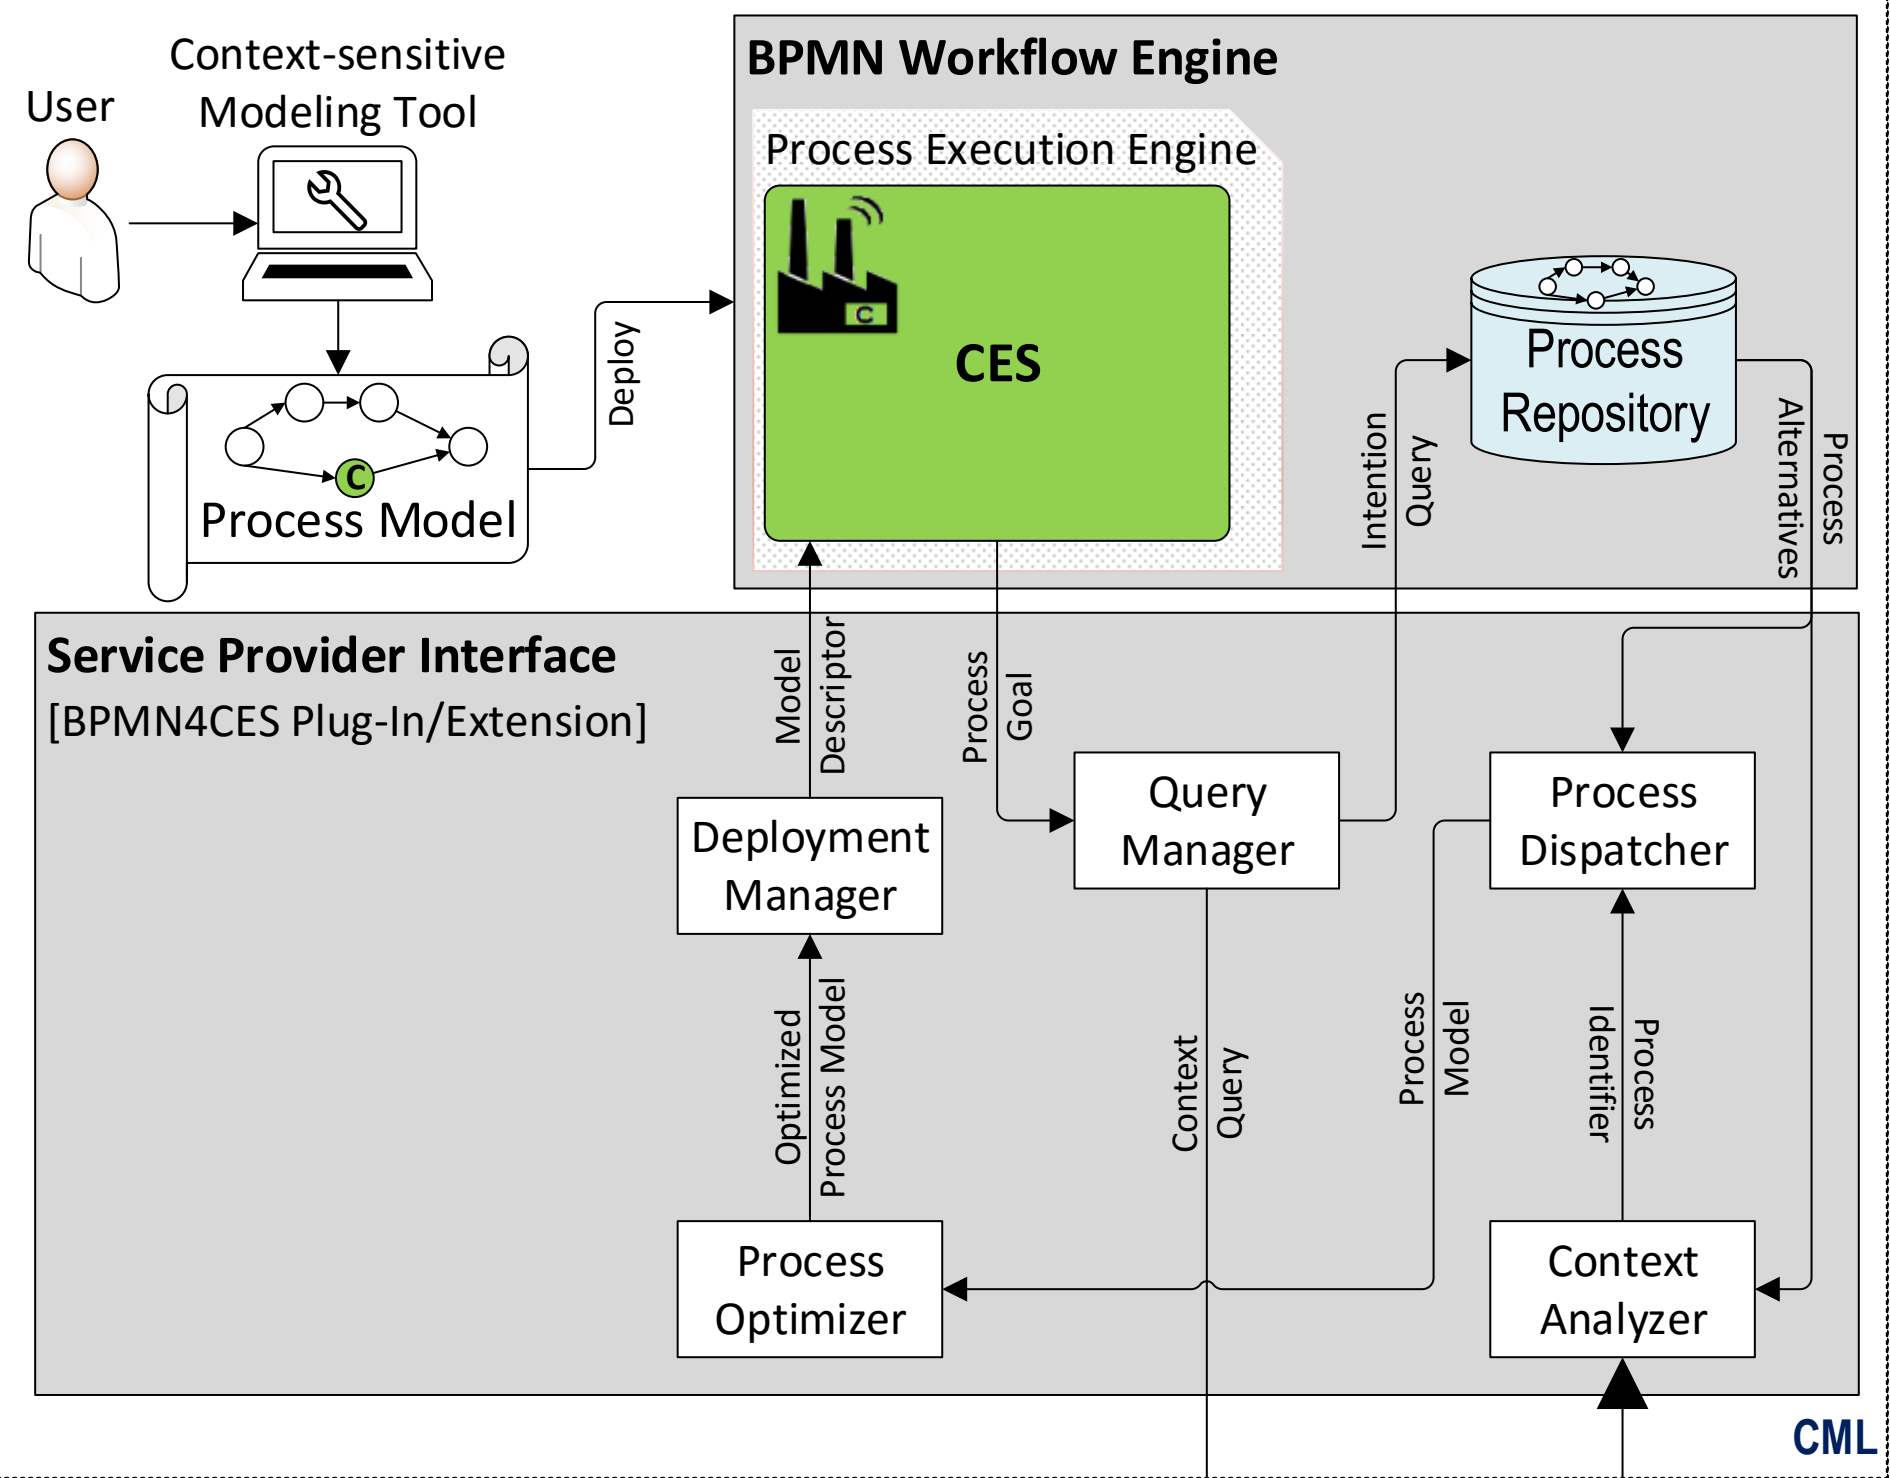 User
Context-sensitive
Modeling Tool
C
Process Model
Deploy
BPMN Workflow Engine
Process Execution Engine
C
CES
Process
Repository
Intention
Query
Process
Alternatives
Service Provider Interface
[BPMN4CES Plug-In/Extension]
Model
Descriptor
Process
Goal
Deployment
Manager
Query
Manager
Process
Dispatcher
Optimized
Process Model
Context
Query
Process
Model
Process
Identifier
Process
Optimizer
Context
Analyzer
CML